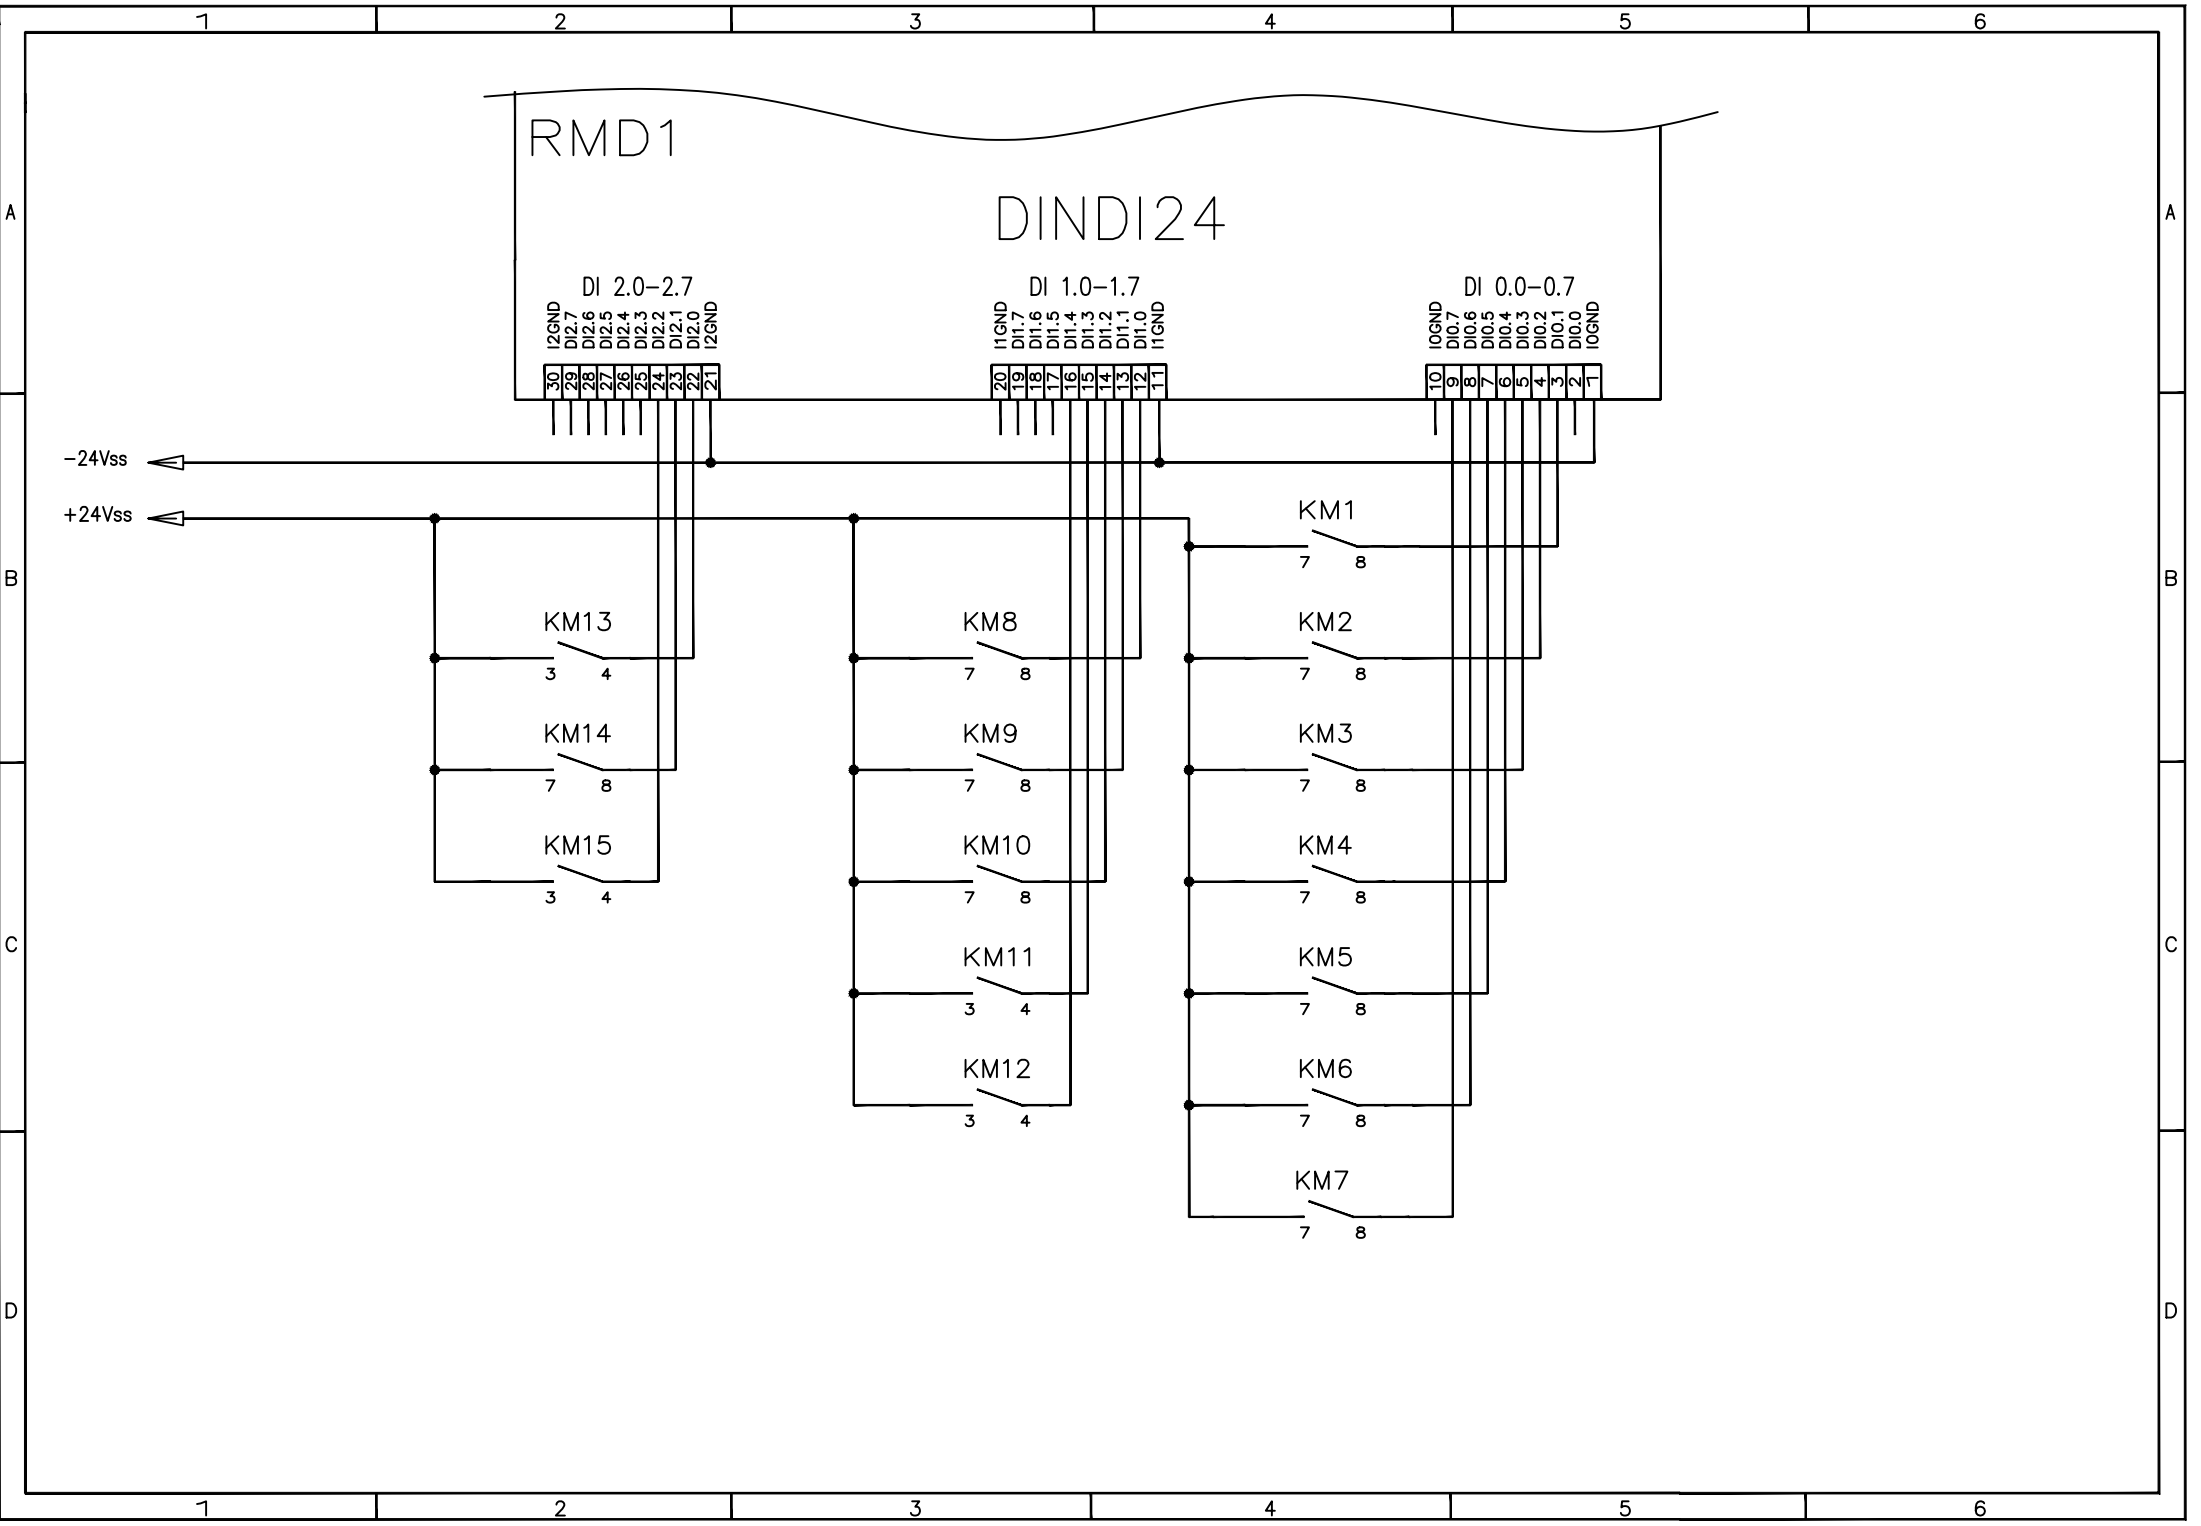 1 2 3 4 5 6
RMD1
DINDI24
A A
DI 2.0-2.7 DI 1.0-1.7 DI 0.0-0.7
I2GND DI2.7 DI2.6 DI2.5 DI2.4 DI2.3 DI2.2 DI2.1 DI2.0 I2GND
I1GND DI1.7 DI1.6 DI1.5 DI1.4 DI1.3 DI1.2 DI1.1 DI1.0 I1GND
I0GND DI0.7 DI0.6 DI0.5 DI0.4 DI0.3 DI0.2 DI0.1 DI0.0 I0GND
30 29 28 27 26 25 24 23 22 21
20 19 18 17 16 15 14 13 12 11
10 9 8 7 6 5 4 3 2 1
-24Vss
+24Vss
KM1
7 8
B B
KM13 KM8 KM2
3 4 7 8 7 8
KM14 KM9 KM3
7 8 7 8 7 8
KM15 KM10 KM4
3 4 7 8 7 8
C C
KM11 KM5
3 4 7 8
KM12 KM6
3 4 7 8
KM7
7 8
D D
1 2 3 4 5 6